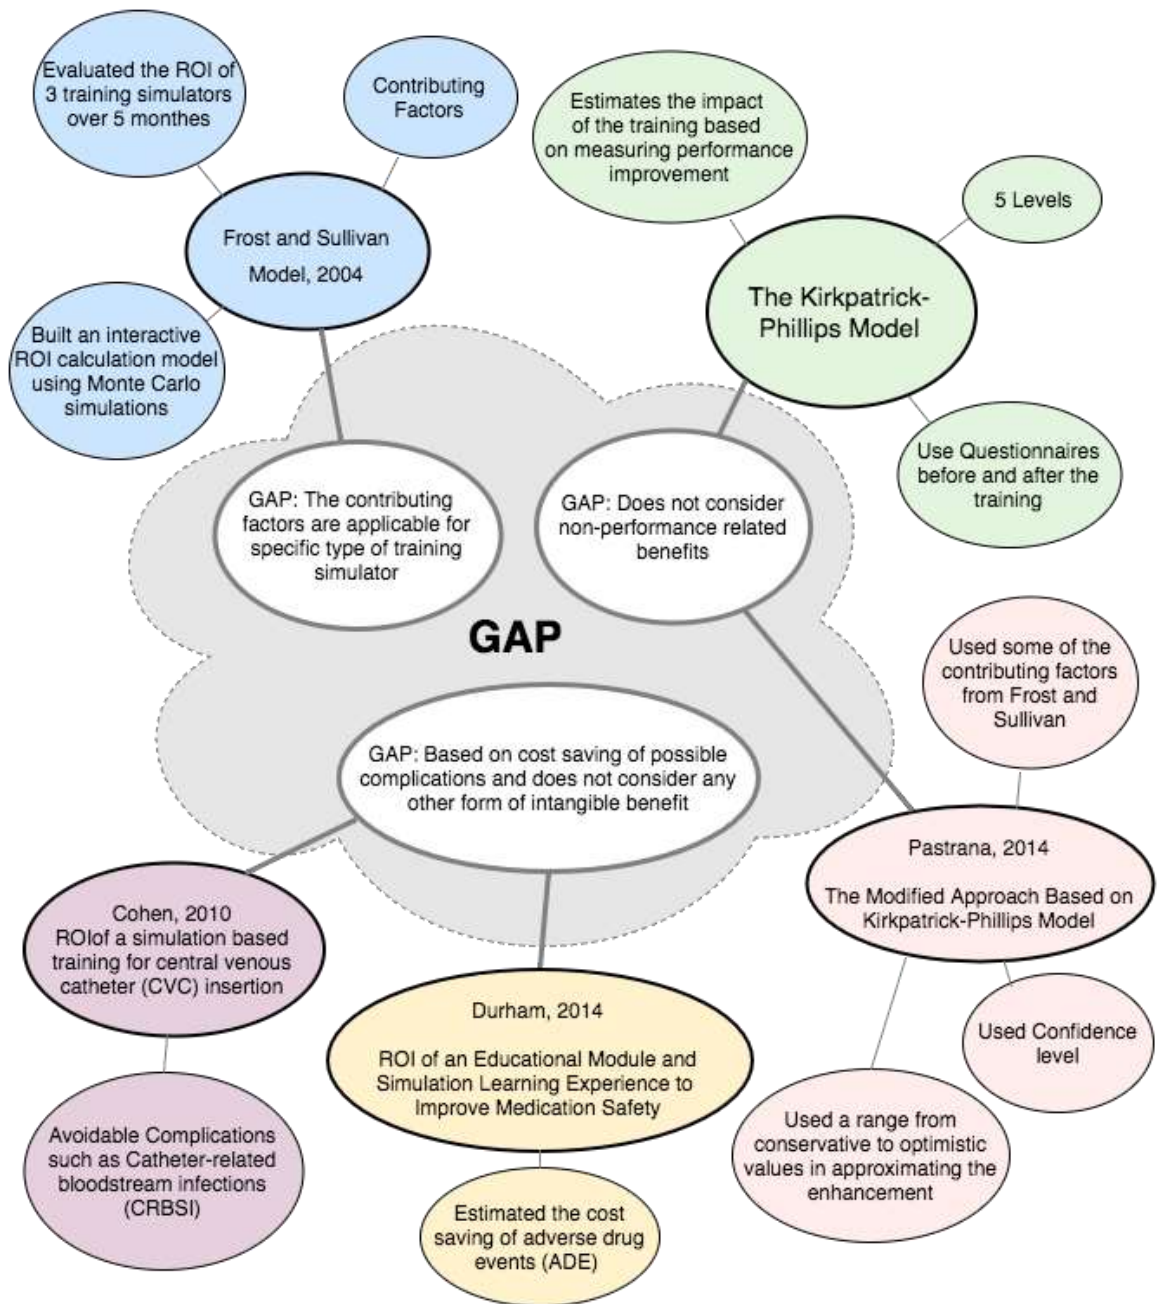 Evaluated the ROI of
3 training simulators
over 5 monthes
Contributing
Factors
Frost and Sullivan
Model, 2004
Built an interactive
ROI calculation model
using Monte Carlo
simulations
Estimates the impact
of the training based
on measuring performance
improvement
5 Levels
The Kirkpatrick-
Phillips Model
Use Questionnaires
before and after the
training
GAP: The contributing
factors are applicable for
specific type of training
simulator
GAP: Does not consider
non-performance related
benefits
GAP
GAP: Based on cost saving of possible
complications and does not consider any
other form of intangible benefit
Used some of the
contributing factors
from Frost and
Sullivan
Pastrana, 2014
The Modified Approach Based on
Kirkpatrick-Phillips Model
Used Confidence
level
Used a range from
conservative to optimistic
values in approximating the
enhancement
Cohen, 2010
ROIof a simulation based
training for central venous
catheter (CVC) insertion
Avoidable Complications
such as Catheter-related
bloodstream infections
(CRBSI)
Durham, 2014
ROI of an Educational Module and
Simulation Learning Experience to
Improve Medication Safety
Estimated the cost
saving of adverse drug
events (ADE)